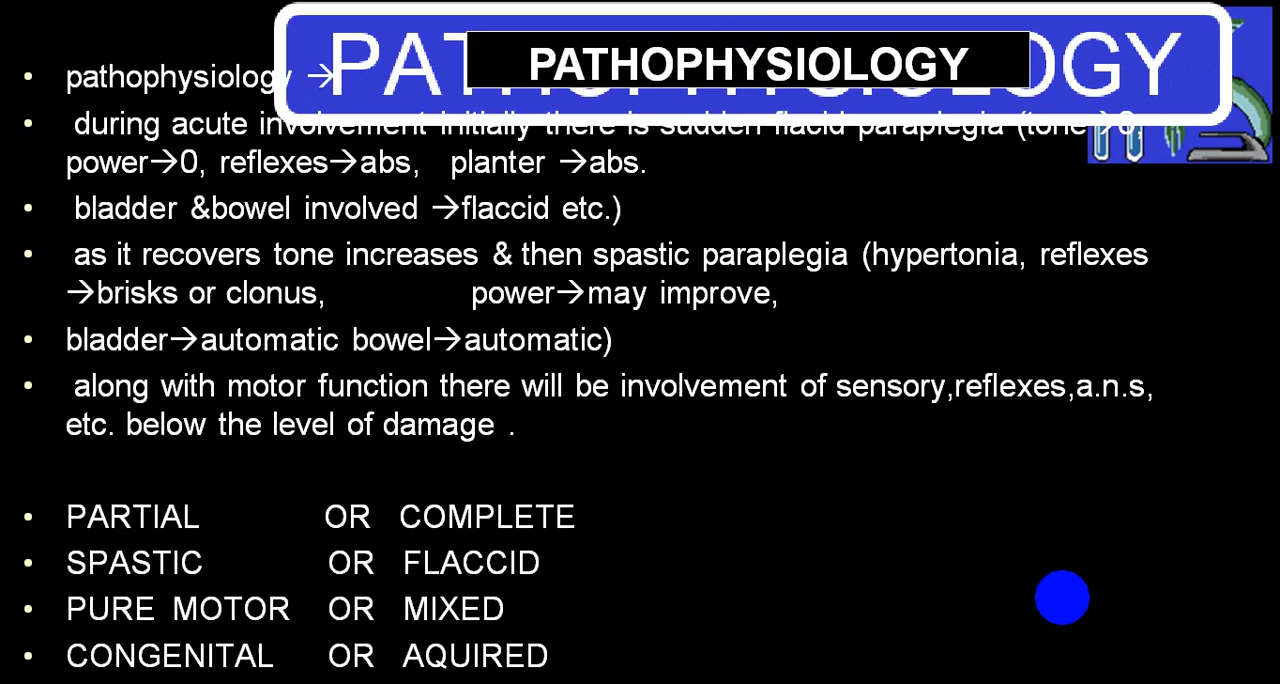 PATHOPHYSIOLOGY
PATHOPHYSIOLOGY
• pathophysiology →
• during acute involvement initially there is sudden flacid paraplegia (tone→0,
power→0, reflexes→abs, planter →abs.
• bladder &bowel involved →flaccid etc.)
• as it recovers tone increases & then spastic paraplegia (hypertonia, reflexes
→brisks or clonus, power→may improve,
• bladder→automatic bowel→automatic)
• along with motor function there will be involvement of sensory,reflexes,a.n.s,
etc. below the level of damage .
• PARTIAL OR COMPLETE
• SPASTIC OR FLACCID
• PURE MOTOR OR MIXED
• CONGENITAL OR AQUIRED